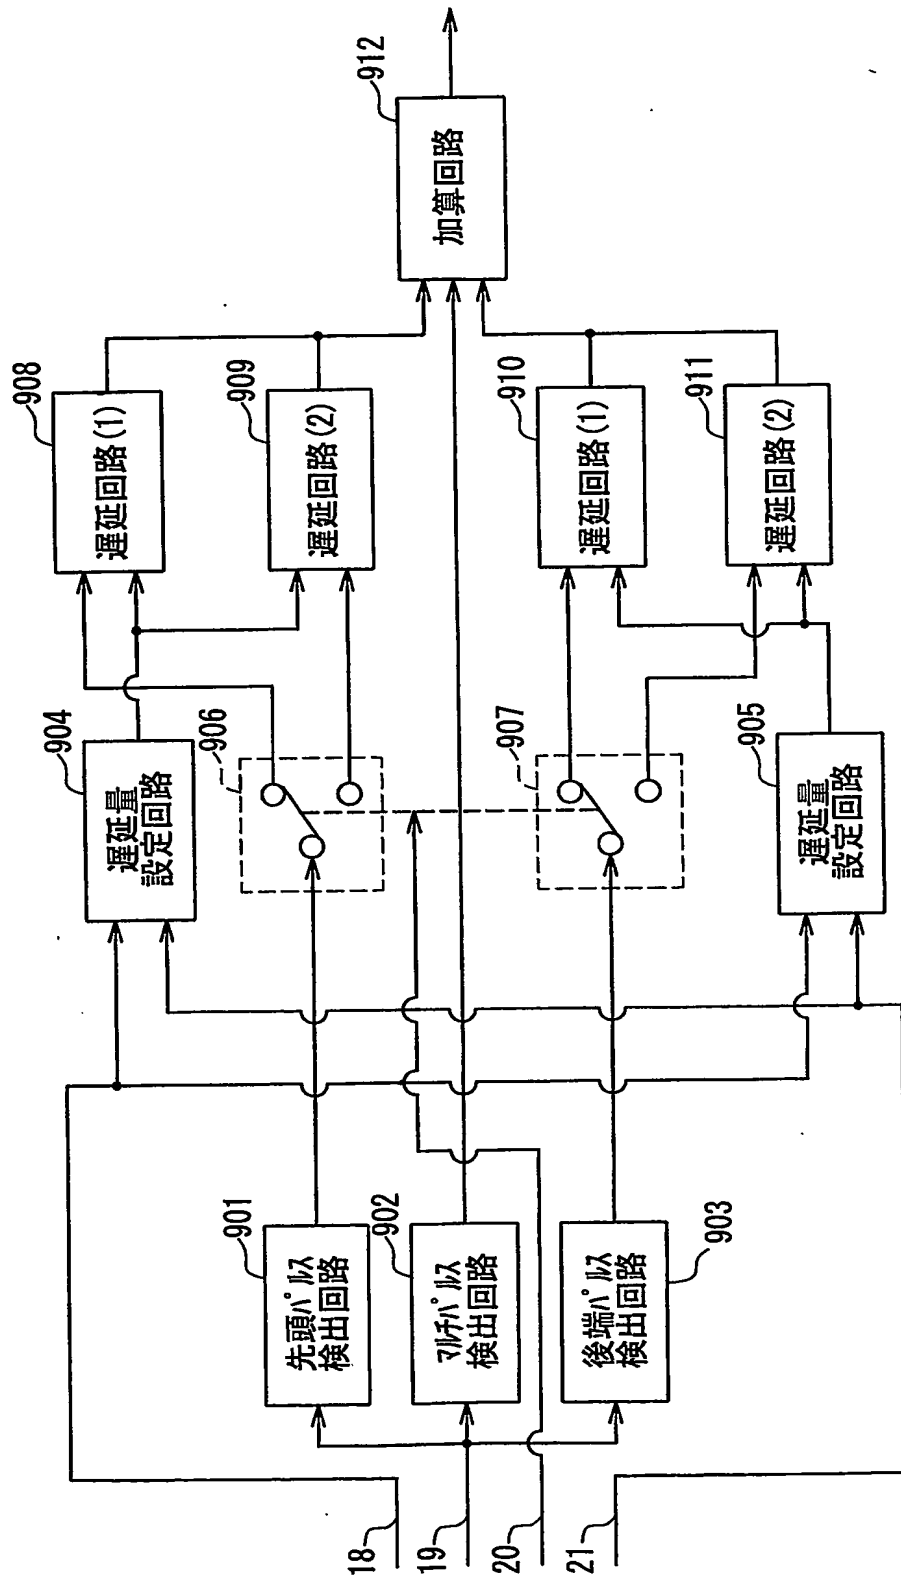 18
19
20
21
901
先頭パルス
検出回路
902
マルチパルス
検出回路
903
後端パルス
検出回路
904
遅延量
設定回路
905
遅延量
設定回路
906
907
908
遅延回路(1)
909
遅延回路(2)
910
遅延回路(1)
911
遅延回路(2)
912
加算回路